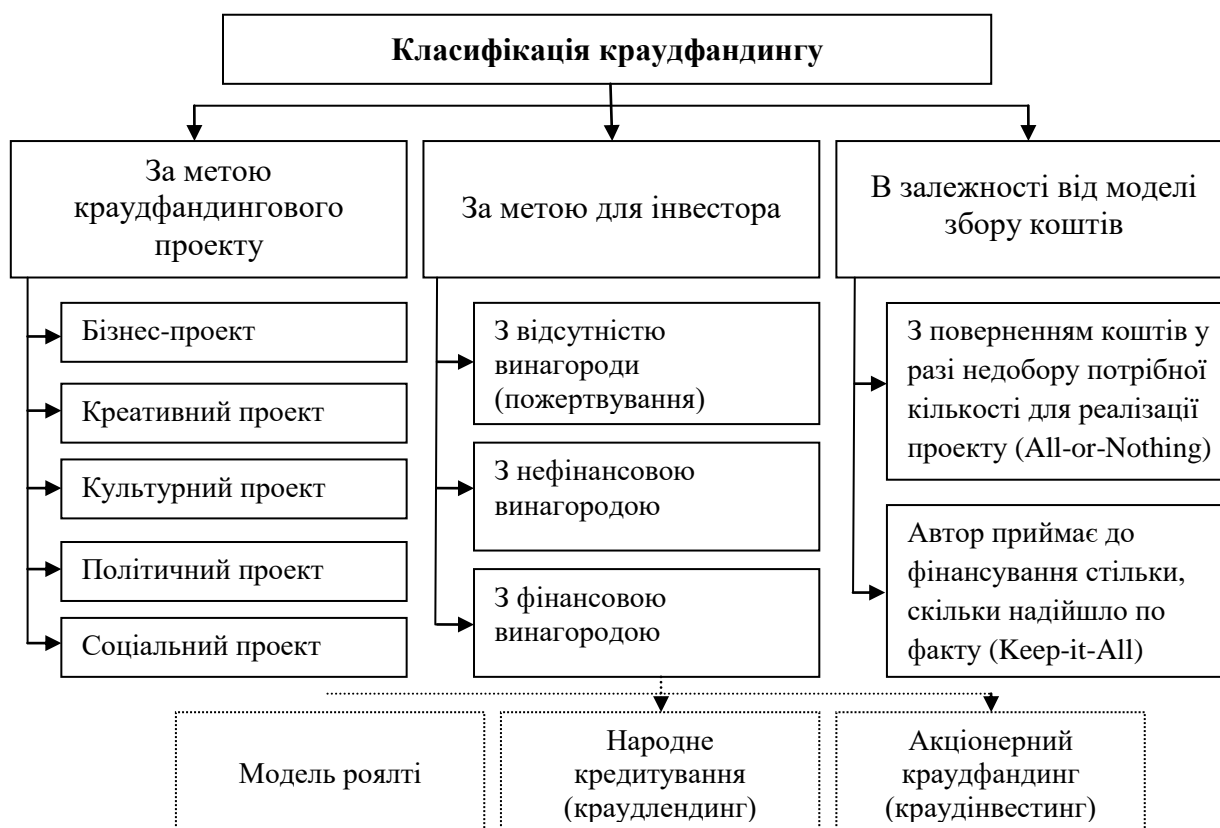 Класифікація краудфандингу
За метою
краудфандингового
проекту
Бізнес-проект
Креативний проект
Культурний проект
Політичний проект
Соціальний проект
За метою для інвестора
З відсутністю
винагороди
(пожертвування)
З нефінансовою
винагородою
З фінансовою
винагородою
В залежності від моделі
збору коштів
З поверненням коштів у
разі недобору потрібної
кількості для реалізації
проекту (All-or-Nothing)
Автор приймає до
фінансування стільки,
скільки надійшло по
факту (Keep-it-All)
Модель роялті
Народне
кредитування
(краудлендинг)
Акціонерний
краудфандинг
(краудінвестинг)